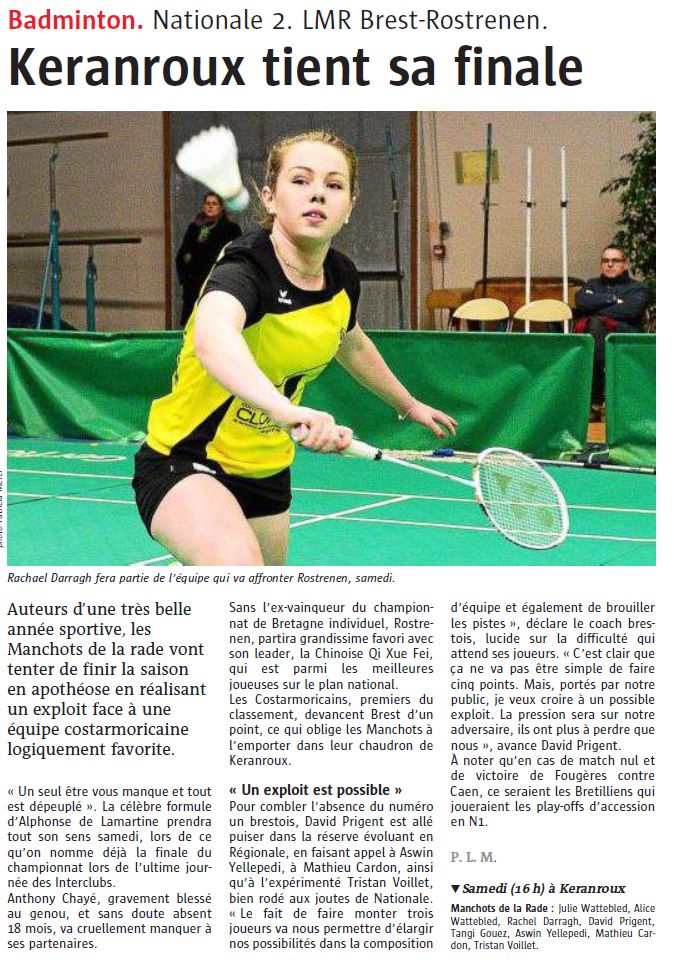 Badminton. Nationale 2. LMR Brest-Rostrenen.
Keranroux tient sa finale
Rachael Darragh fera partie de l'équipe qui va affronter Rostrenen, samedi.
Auteurs d'une très belle
année sportive, les
Manchots de la rade vont
tenter de finir la saison
en apothéose en réalisant
un exploit face à une
équipe costarmoricaine
logiquement favorite.
« Un seul être vous manque et tout
est dépeuplé ». La célèbre formule
d'Alphonse de Lamartine prendra
tout son sens samedi, lors de ce
qu'on nomme déjà la finale du
championnat lors de l'ultime jour-
née des Interclubs.
Anthony Chayé, gravement blessé
au genou, et sans doute absent
18 mois, va cruellement manquer à
ses partenaires.
Sans l'ex-vainqueur du champion-
nat de Bretagne individuel, Rostre-
nen, partira grandissime favori avec
son leader, la Chinoise Qi Xue Fei,
qui est parmi les meilleures
joueuses sur le plan national.
Les Costarmoricains, premiers du
classement, devancent Brest d'un
point, ce qui oblige les Manchots à
l'emporter dans leur chaudron de
Keranroux.
« Un exploit est possible »
Pour combler l'absence du numéro
un brestois, David Prigent est allé
puiser dans la réserve évoluant en
Régionale, en faisant appel à Aswin
Yellepedi, à Mathieu Cardon, ainsi
qu'à l'expérimenté Tristan Voillet,
bien rodé aux joutes de Nationale.
« Le fait de faire monter trois
joueurs va nous permettre d'élargir
nos possibilités dans la composition
d'équipe et également de brouiller
les pistes », déclare le coach bres-
tois, lucide sur la difficulté qui
attend ses joueurs. « C'est clair que
ça ne va pas être simple de faire
cinq points. Mais, portés par notre
public, je veux croire à un possible
exploit. La pression sera sur notre
adversaire, ils ont plus à perdre que
nous », avance David Prigent.
À noter qu'en cas de match nul et
de victoire de Fougères contre
Caen, ce seraient les Bretilliens qui
joueraient les play-offs d'accession
en N1.
P. L. M.
▼ Samedi (16 h) à Keranroux
Manchots de la Rade : Julie Wattebled, Alice
Wattebled, Rachel Darragh, David Prigent,
Tangi Gouez, Aswin Yellepedi, Mathieu Car-
don, Tristan Voillet.